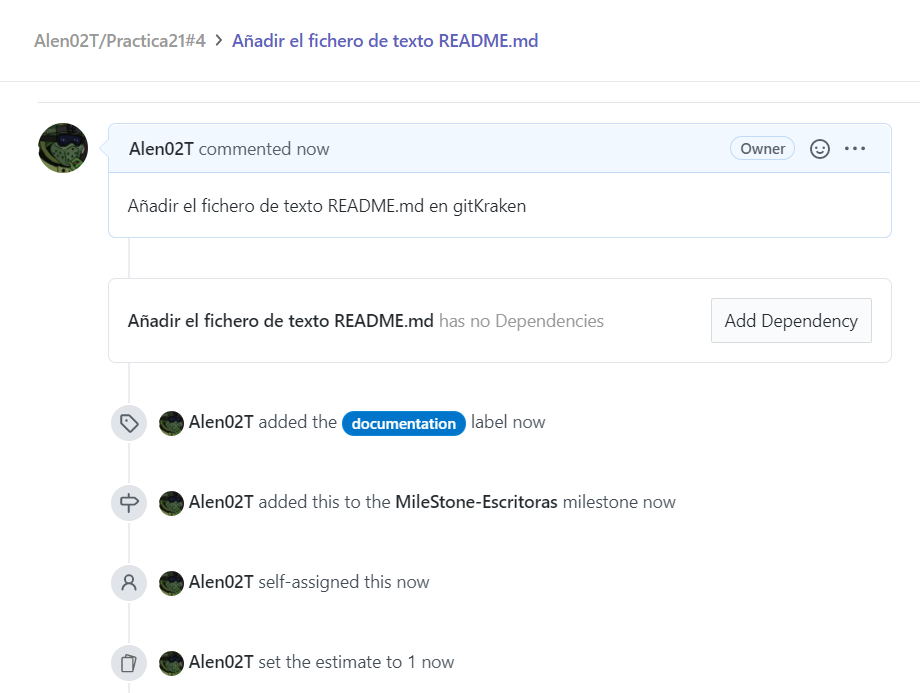 Alen02T/Practica21#4 > Añadir el fichero de texto README.md
Alen02T commented now Owner
Añadir el fichero de texto README.md en gitKraken
Añadir el fichero de texto README.md has no Dependencies Add Dependency
Alen02T added the documentation label now
Alen02T added this to the MileStone-Escritoras milestone now
Alen02T self-assigned this now
Alen02T set the estimate to 1 now